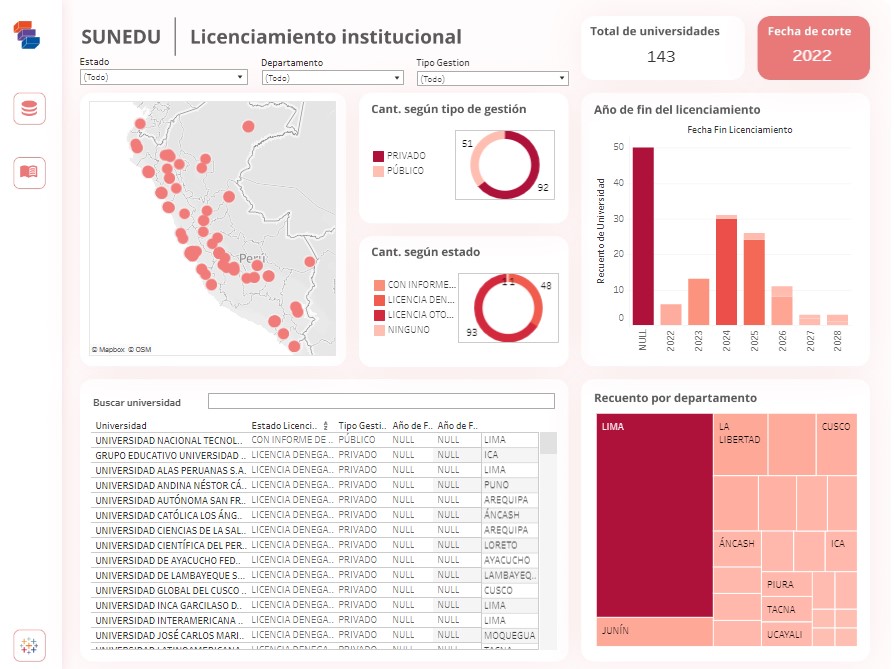 SUNEDU
Licenciamiento institucional
Total de universidades
143
Fecha de corte
2022
Estado
(Todo)
Departamento
(Todo)
Tipo Gestion
(Todo)
Perú
© Mapbox © OSM
Cant. según tipo de gestión
PRIVADO
PÚBLICO
51
92
Cant. según estado
CON INFORME...
LICENCIA DEN...
LICENCIA OTO...
NINGUNO
1 1
48
93
Año de fin del licenciamiento
Fecha Fin Licenciamiento
Recuento de Universidad
50
40
30
20
10
0
NULL
2022
2023
2024
2025
2026
2027
2028
Buscar universidad
Universidad Estado Licenci.. Tipo Gesti.. Año de F.. Año de F..
UNIVERSIDAD NACIONAL TECNOL.. CON INFORME DE .. PÚBLICO NULL NULL LIMA
GRUPO EDUCATIVO UNIVERSIDAD .. LICENCIA DENEGA.. PRIVADO NULL NULL ICA
UNIVERSIDAD ALAS PERUANAS S.A. LICENCIA DENEGA.. PRIVADO NULL NULL LIMA
UNIVERSIDAD ANDINA NÉSTOR CÁ.. LICENCIA DENEGA.. PRIVADO NULL NULL PUNO
UNIVERSIDAD AUTÓNOMA SAN FR.. LICENCIA DENEGA.. PRIVADO NULL NULL AREQUIPA
UNIVERSIDAD CATÓLICA LOS ÁNG.. LICENCIA DENEGA.. PRIVADO NULL NULL ÁNCASH
UNIVERSIDAD CIENCIAS DE LA SAL.. LICENCIA DENEGA.. PRIVADO NULL NULL AREQUIPA
UNIVERSIDAD CIENTÍFICA DEL PER.. LICENCIA DENEGA.. PRIVADO NULL NULL LORETO
UNIVERSIDAD DE AYACUCHO FED.. LICENCIA DENEGA.. PRIVADO NULL NULL AYACUCHO
UNIVERSIDAD DE LAMBAYEQUE S... LICENCIA DENEGA.. PRIVADO NULL NULL LAMBAYEQ..
UNIVERSIDAD GLOBAL DEL CUSCO .. LICENCIA DENEGA.. PRIVADO NULL NULL CUSCO
UNIVERSIDAD INCA GARCILASO D.. LICENCIA DENEGA.. PRIVADO NULL NULL LIMA
UNIVERSIDAD INTERAMERICANA .. LICENCIA DENEGA.. PRIVADO NULL NULL LIMA
UNIVERSIDAD JOSÉ CARLOS MARI.. LICENCIA DENEGA.. PRIVADO NULL NULL MOQUEGUA
UNIVERSIDAD LATINOAMERICANA.. LICENCIA DENEGA.. PRIVADO NULL NULL TACNA
Recuento por departamento
LIMA
LA
LIBERTAD
CUSCO
ÁNCASH
ICA
PIURA
TACNA
JUNÍN
UCAYALI